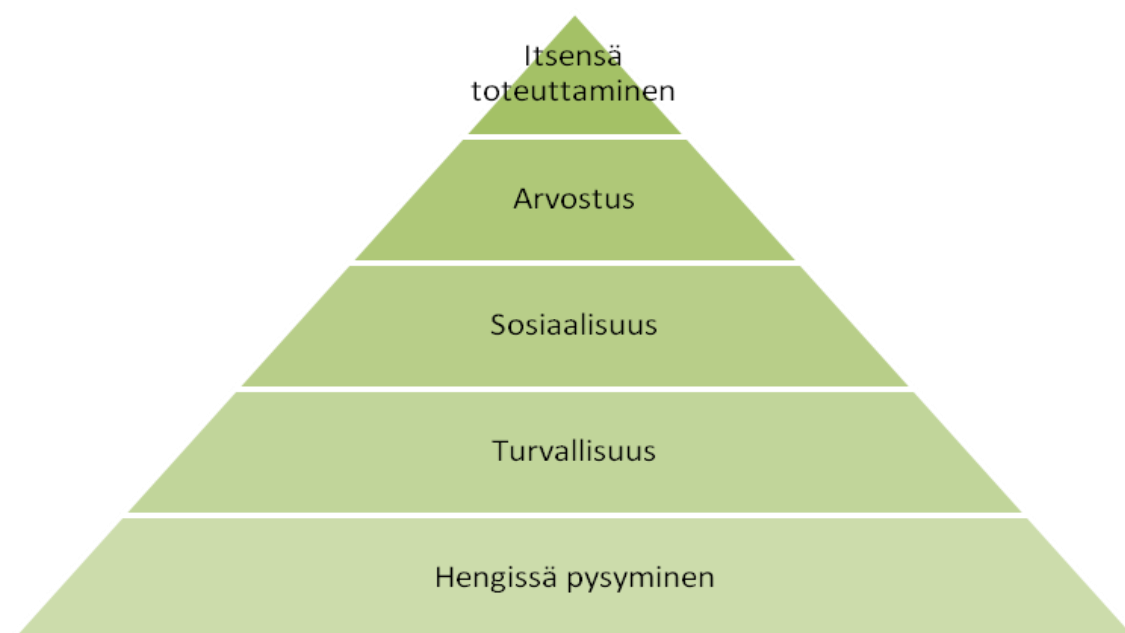 Itsensä
toteuttaminen
Arvostus
Sosiaalisuus
Turvallisuus
Hengissä pysyminen